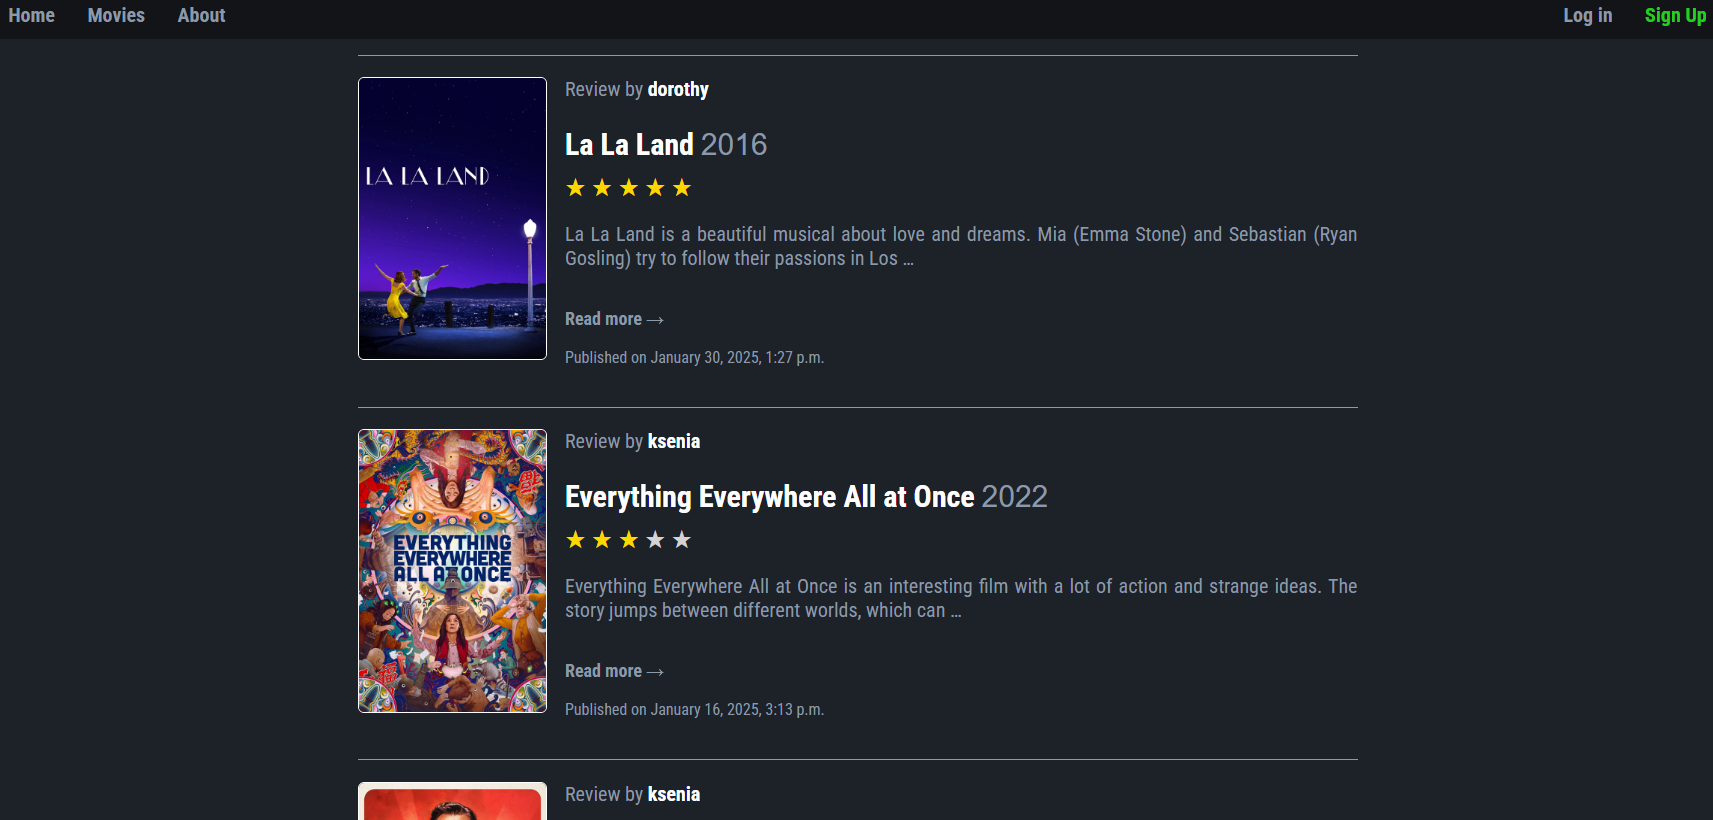 Home Movies About Log in Sign Up
Review by dorothy
La La Land 2016
LA LA LAND
★ ★ ★ ★ ★
La La Land is a beautiful musical about love and dreams. Mia (Emma Stone) and Sebastian (Ryan
Gosling) try to follow their passions in Los ...
Read more →
Published on January 30, 2025, 1:27 p.m.
Review by ksenia
Everything Everywhere All at Once 2022
★ ★ ★ ★ ★
EVERYTHING
EVERYWHERE
ALL AT ONCE
Everything Everywhere All at Once is an interesting film with a lot of action and strange ideas. The
story jumps between different worlds, which can ...
Read more →
Published on January 16, 2025, 3:13 p.m.
Review by ksenia